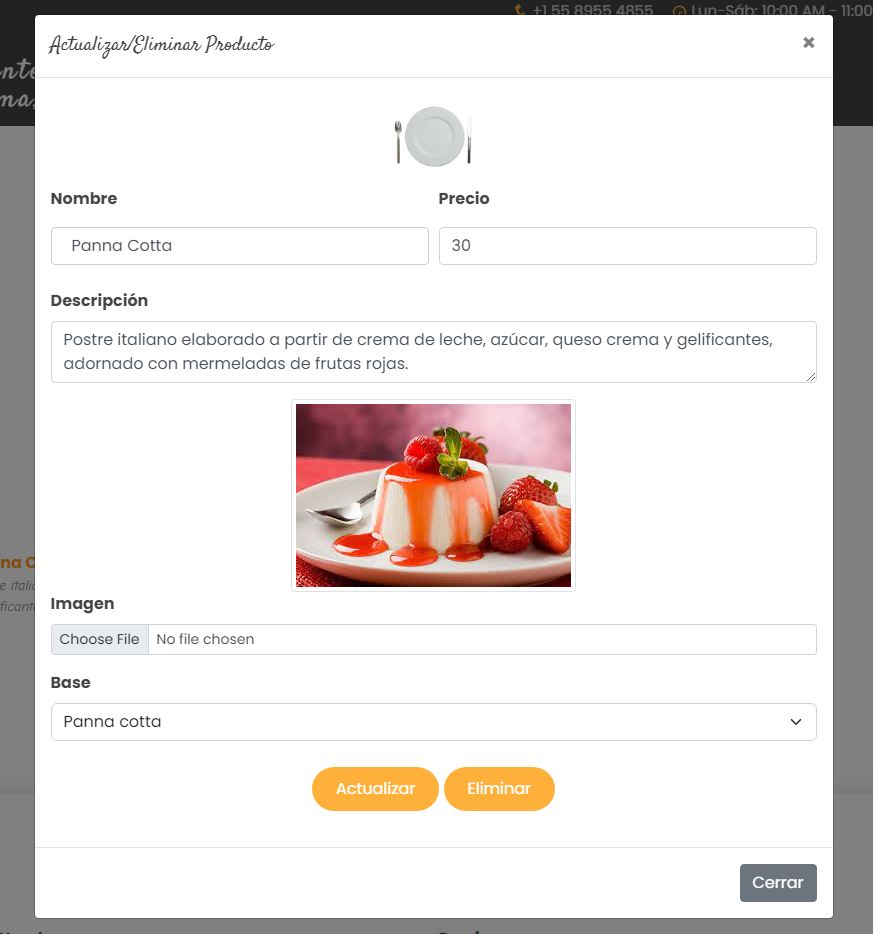 +1 55 8955 4855 Lun-Sáb: 10:00 AM - 11:00
Actualizar/Eliminar Producto ×
Nombre Precio
Panna Cotta 30
Descripción
Postre italiano elaborado a partir de crema de leche, azúcar, queso crema y gelificantes,
adornado con mermeladas de frutas rojas.
Imagen
Choose File No file chosen
Base
Panna cotta
Actualizar Eliminar
Cerrar